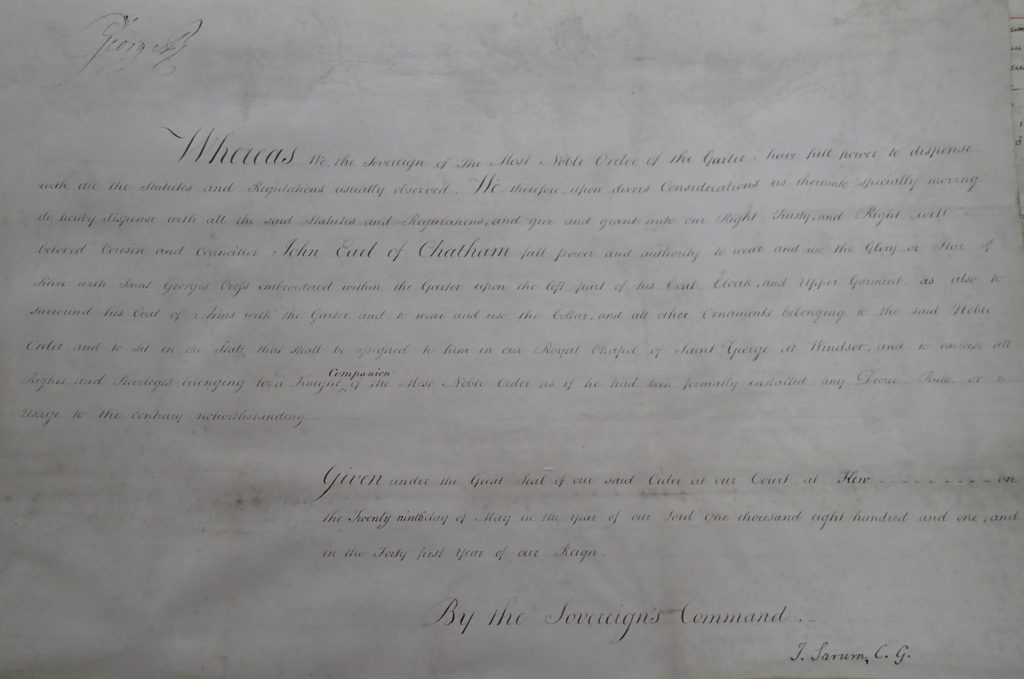 George R
Whereas We the Sovereign of The Most Noble Order of the Garter, have full power to dispense
with all the Statutes and Regulations usually observed. We therefore, upon divers Considerations us thereunto specially moving
do hereby dispense with all the said Statutes and Regulations, and give and grant unto our Right Trusty, and Right well
beloved Cousin and Councillor John Earl of Chatham full power and authority to wear and use the Glory or Star of
Silver with Saint Georges Cross embroidered within the Garter upon the left part of his Coat, Cloak, and Upper Garment, as also to
surround his Coat of Arms with the Garter and to wear and use the Collar, and all other Ornaments belonging to the said Noble
Order, and to sit in the Stall, that shall be assigned to him in our Royal Chapel of Saint George at Windsor, and to exercise all
Rights and Privileges belonging to a Knight Companion of the Most Noble Order as if he had been formally installed any Decree, Rule, or
Usage to the contrary notwithstanding
Given under the Great Seal of our said Order at our Court at Kew on
the Twenty ninth day of May in the Year of our Lord One thousand eight hundred and one, and
in the Forty first Year of our Reign.
By the Sovereign's Command.
J. Sarum, C. G.